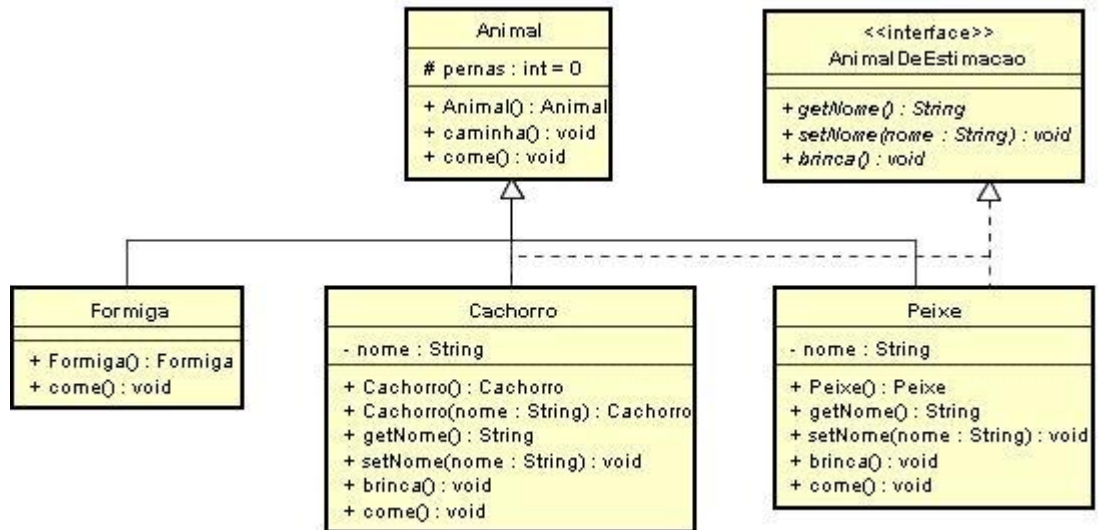 Animal
# pernas : int = 0
+ Animal() : Animal
+ caminha() : void
+ come() : void
<<interface>>
AnimalDeEstimacao
+ getNome() : String
+ setNome(nome : String) : void
+ brinca() : void
Formiga
+ Formiga() : Formiga
+ come() : void
Cachorro
- nome : String
+ Cachorro() : Cachorro
+ Cachorro(nome : String) : Cachorro
+ getNome() : String
+ setNome(nome : String) : void
+ brinca() : void
+ come() : void
Peixe
- nome : String
+ Peixe() : Peixe
+ getNome() : String
+ setNome(nome : String) : void
+ brinca() : void
+ come() : void